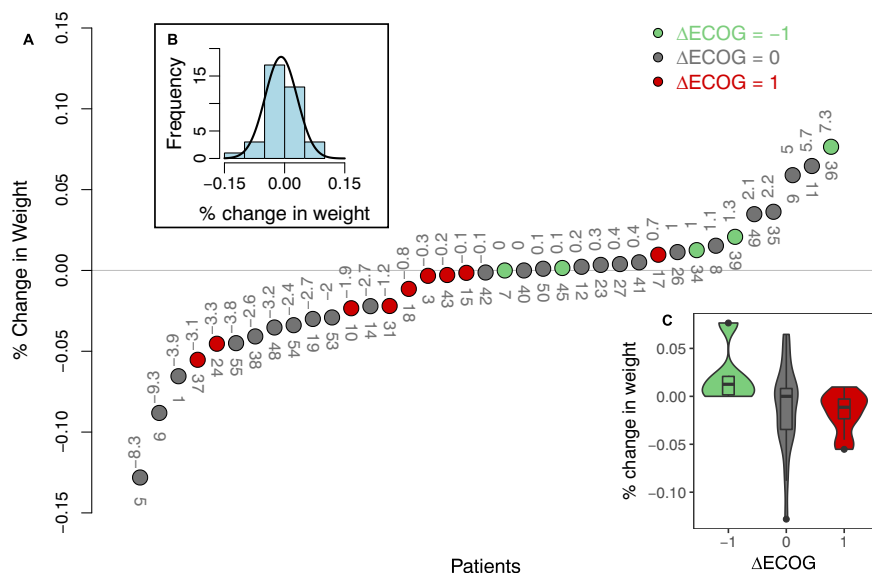 A
B
C
ΔECOG = −1
ΔECOG = 0
ΔECOG = 1
% Change in Weight
0.15
0.10
0.05
0.00
−0.05
−0.10
−0.15
Frequency
15
5
0
−0.15 0.00 0.15
% change in weight
−8.3 −9.3 −3.9 −3.1 −3.3 −3.8 −2.6 −3.2 −2.4 −2.7 −2 −1.9 −2.7 −1.2 −0.8 −0.3 −0.2 −0.1 −0.1 0 0 0.1 0.1 0.2 0.3 0.4 0.4 0.7 1 1 1.1 1.3 2.1 2.2 5 5.7 7.3
5 6 1 37 24 55 38 48 54 19 53 10 14 31 18 3 43 15 42 7 40 50 45 12 23 27 41 17 26 34 8 39 49 35 9 11 36
% change in weight
0.05
0.00
−0.05
−0.10
−1 0 1
ΔECOG
Patients